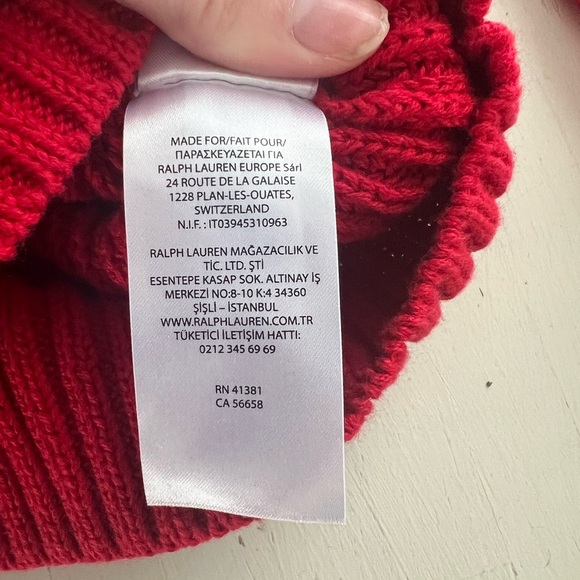 MADE FOR/FAIT POUR/
ΠΑΡΑΣΚΕΥΑΖΕΤΑΙ ΓΙΑ
RALPH LAUREN EUROPE Sárl
24 ROUTE DE LA GALAISE
1228 PLAN-LES-OUATES,
SWITZERLAND
N.I.F. : IT03945310963
RALPH LAUREN MAĞAZACILIK VE
TİC. LTD. ŞTİ
ESENTEPE KASAP SOK. ALTINAY İŞ
MERKEZİ NO:8-10 K:4 34360
ŞİŞLİ – İSTANBUL
WWW.RALPHLAUREN.COM.TR
TÜKETİCİ İLETİŞİM HATTI:
0212 345 69 69
RN 41381
CA 56658